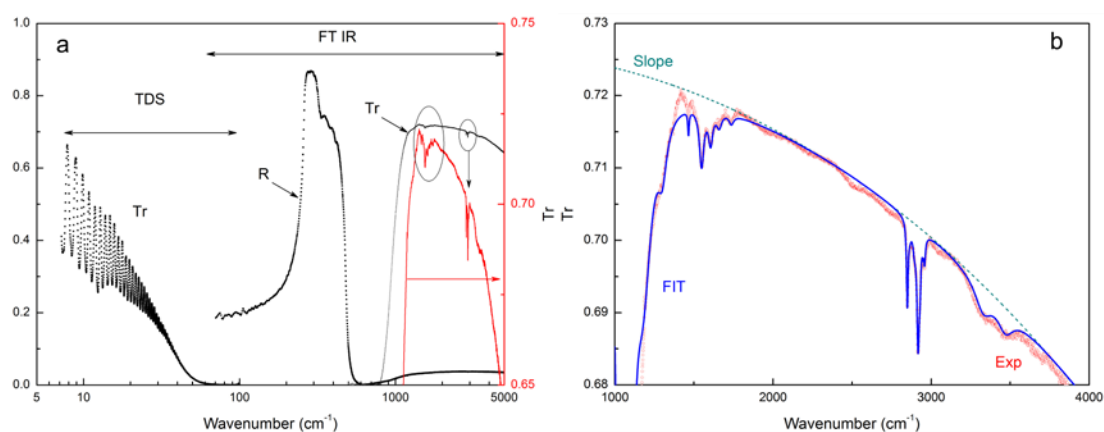 a
FT IR
TDS
Tr
R
Tr
1.0
0.8
0.6
0.4
0.2
0.0
5
10
100
1000
5000
Wavenumber (cm-1)
0.75
0.70
0.65
Tr
Tr
b
Slope
FIT
Exp
0.73
0.72
0.71
0.70
0.69
0.68
1000
2000
3000
4000
Wavenumber (cm-1)